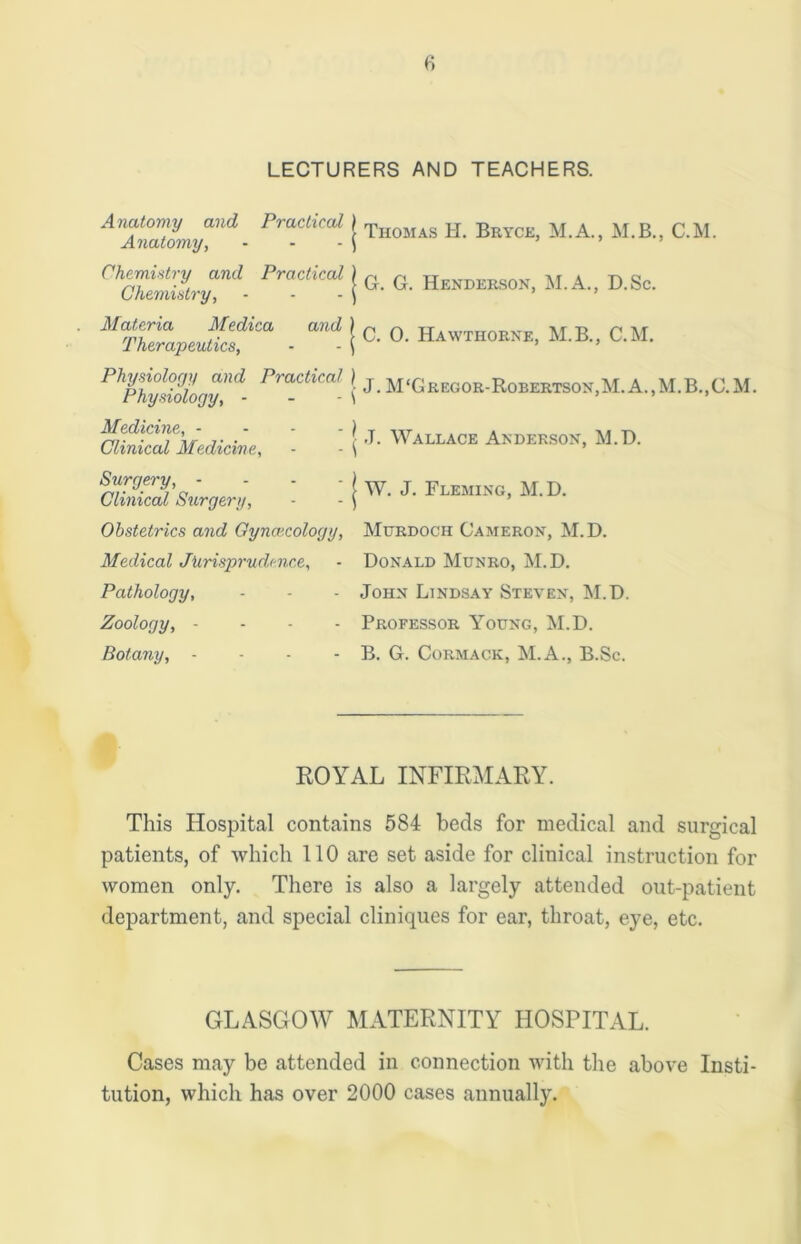 6
LECTURERS AND TEACHERS.
Anatomy and Practical } THOMAS H. BRYCE, M.A., M.B., C.M.
Anatomy, - - -
Chemistry and Practical } G. G. HENDERSON, M.A., D.Sc.
Chemistry, - - -
Materia Medica and } C. O. HAWTHORNE, M.B., C.M.
Therapeutics, - -
Physiology and Practical } J. M‘GREGOR-ROBERTSON, M.A., M.B., C.M.
Physiology, - - -
Medicine, - - - - } J. WALLACE ANDERSON, M.D.
Clinical Medicine, - -
Surgery, - - - - } W. J. FLEMING, M.D.
Clinical Surgery, - -
Obstetrics and Gynæcology, MURDOCH CAMERON, M.D.
Medical Jurisprudence, - DONALD MUNRO, M.D.
Pathology, - - - JOHN LINDSAY STEVEN, M.D.
Zoology, - - - - PROFESSOR YOUNG, M.D.
Botany, - - - - B. G. CORMACK, M.A., B.Sc.
ROYAL INFIRMARY.
This Hospital contains 584 beds for medical and surgical
patients, of which 110 are set aside for clinical instruction for
women only. There is also a largely attended out-patient
department, and special cliniques for ear, throat, eye, etc.
GLASGOW MATERNITY HOSPITAL.
Cases may be attended in connection with the above Insti-
tution, which has over 2000 cases annually.